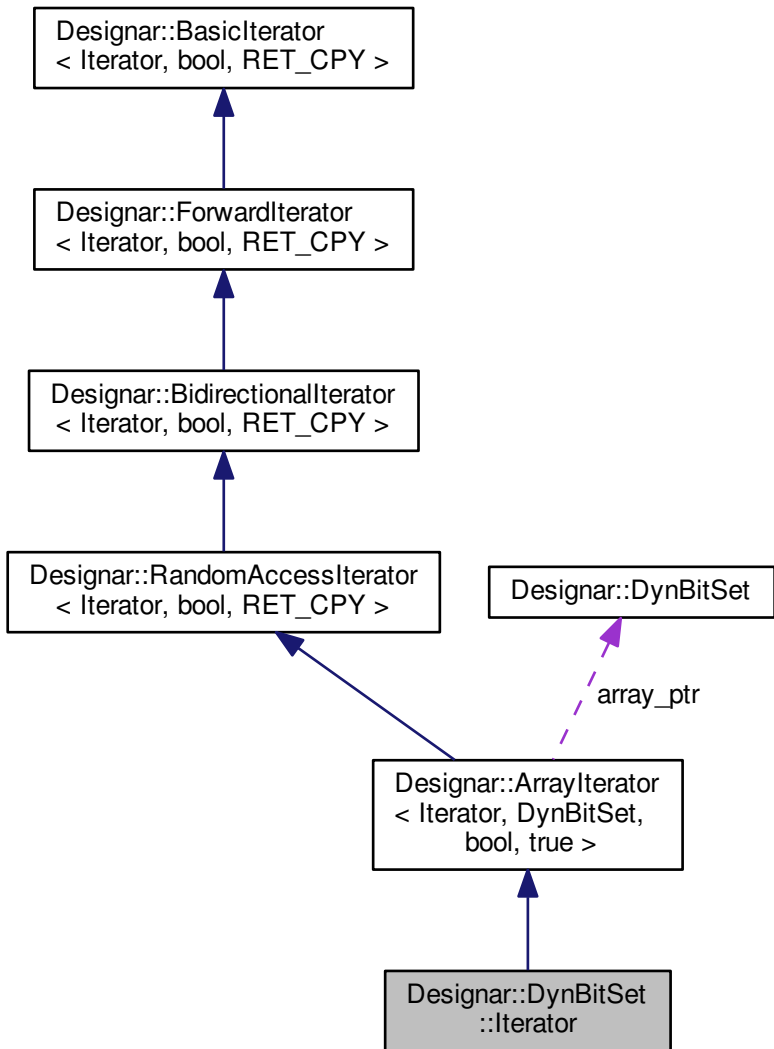 Designar::BasicIterator
< Iterator, bool, RET_CPY >
Designar::ForwardIterator
< Iterator, bool, RET_CPY >
Designar::BidirectionalIterator
< Iterator, bool, RET_CPY >
Designar::RandomAccessIterator
< Iterator, bool, RET_CPY >
Designar::DynBitSet
array_ptr
Designar::ArrayIterator
< Iterator, DynBitSet,
bool, true >
Designar::DynBitSet
::Iterator